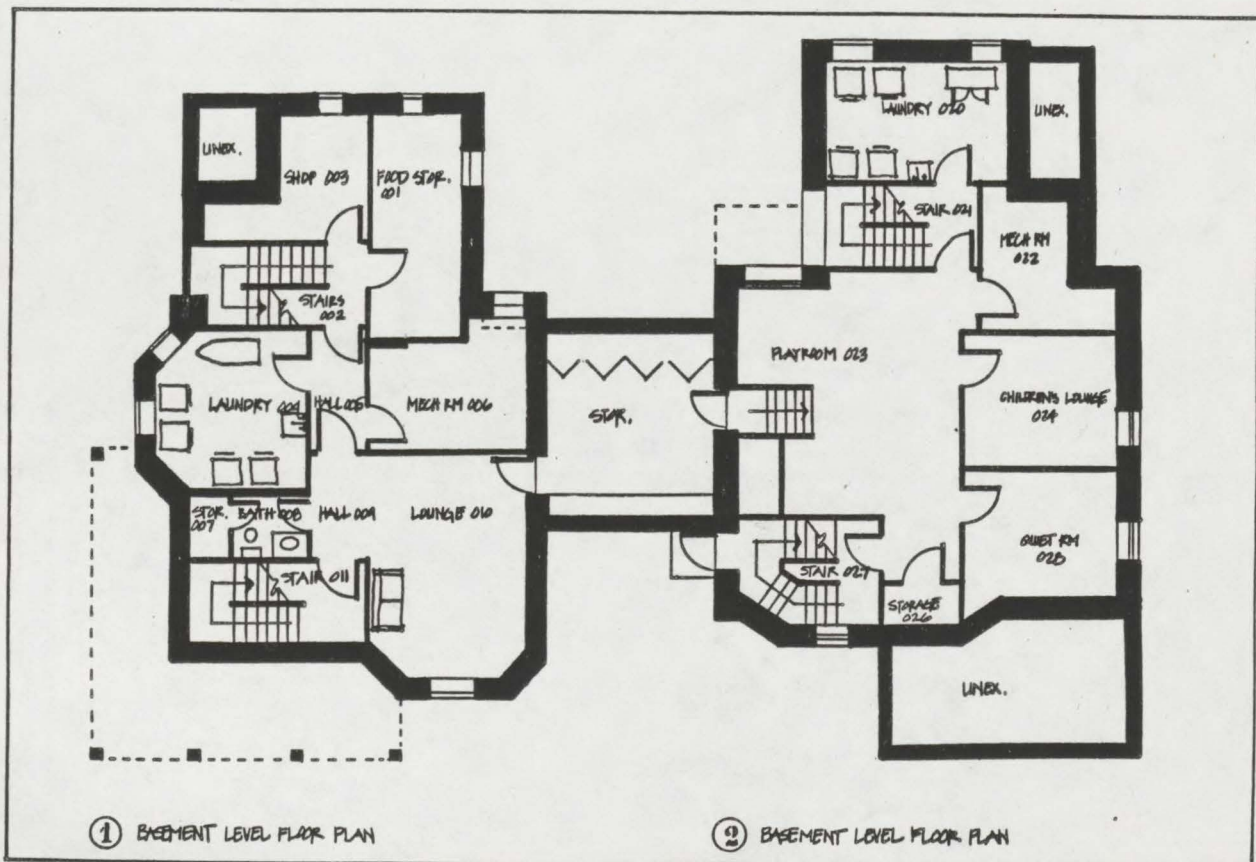 UNEX.
SHOP 003
FOOD STOR.
001
STAIRS
002
LAUNDRY 004
HALL 005
MECH RM 006
STOR.
007
BATH 008
HALL 009
LOUNGE 010
STAIR 011
STOR.
LAUNDRY 020
UNEX.
STAIR 021
MECH RM
022
PLAYROOM 023
CHILDREN'S LOUNGE
024
QUIET RM
028
STAIR 027
STORAGE
026
UNEX.
1 BASEMENT LEVEL FLOOR PLAN
2 BASEMENT LEVEL FLOOR PLAN